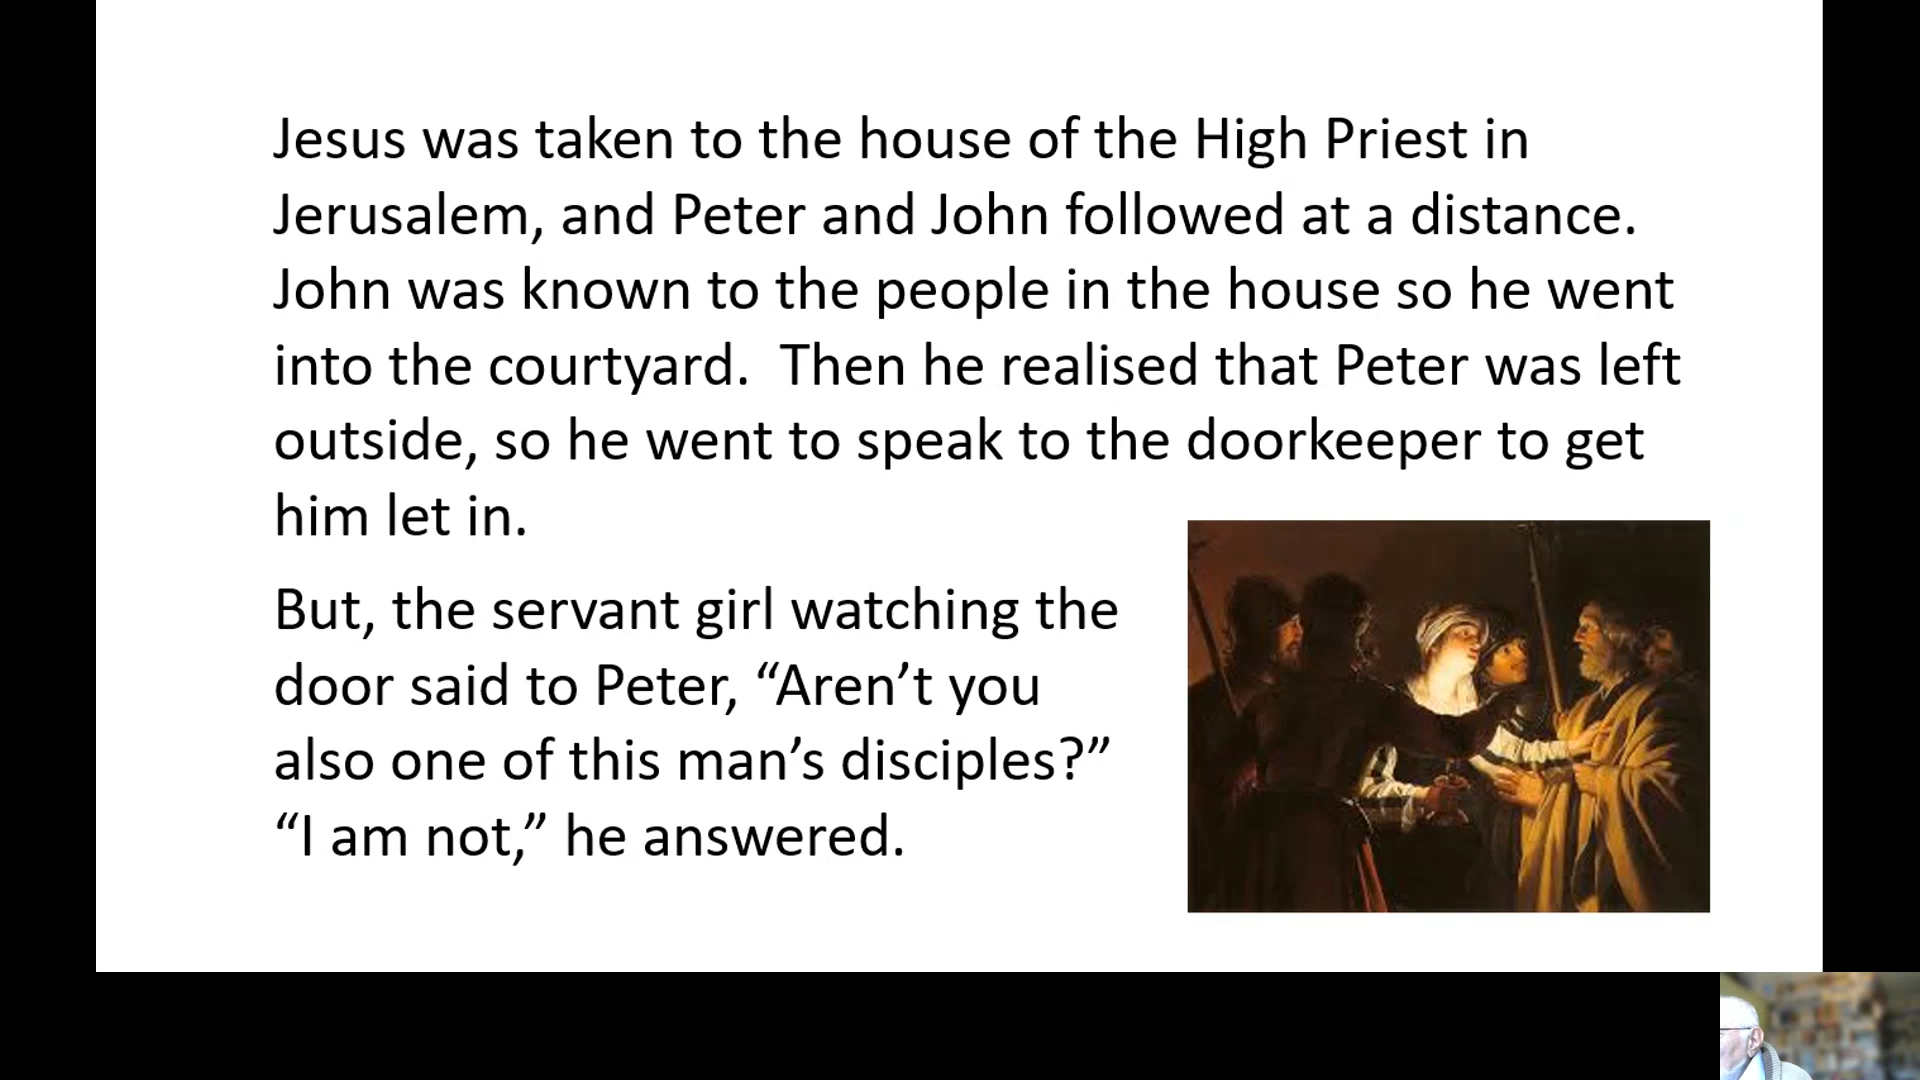 Jesus was taken to the house of the High Priest in
Jerusalem, and Peter and John followed at a distance.
John was known to the people in the house so he went
into the courtyard.  Then he realised that Peter was left
outside, so he went to speak to the doorkeeper to get
him let in.
But, the servant girl watching the
door said to Peter, “Aren’t you
also one of this man’s disciples?”
“I am not,” he answered.